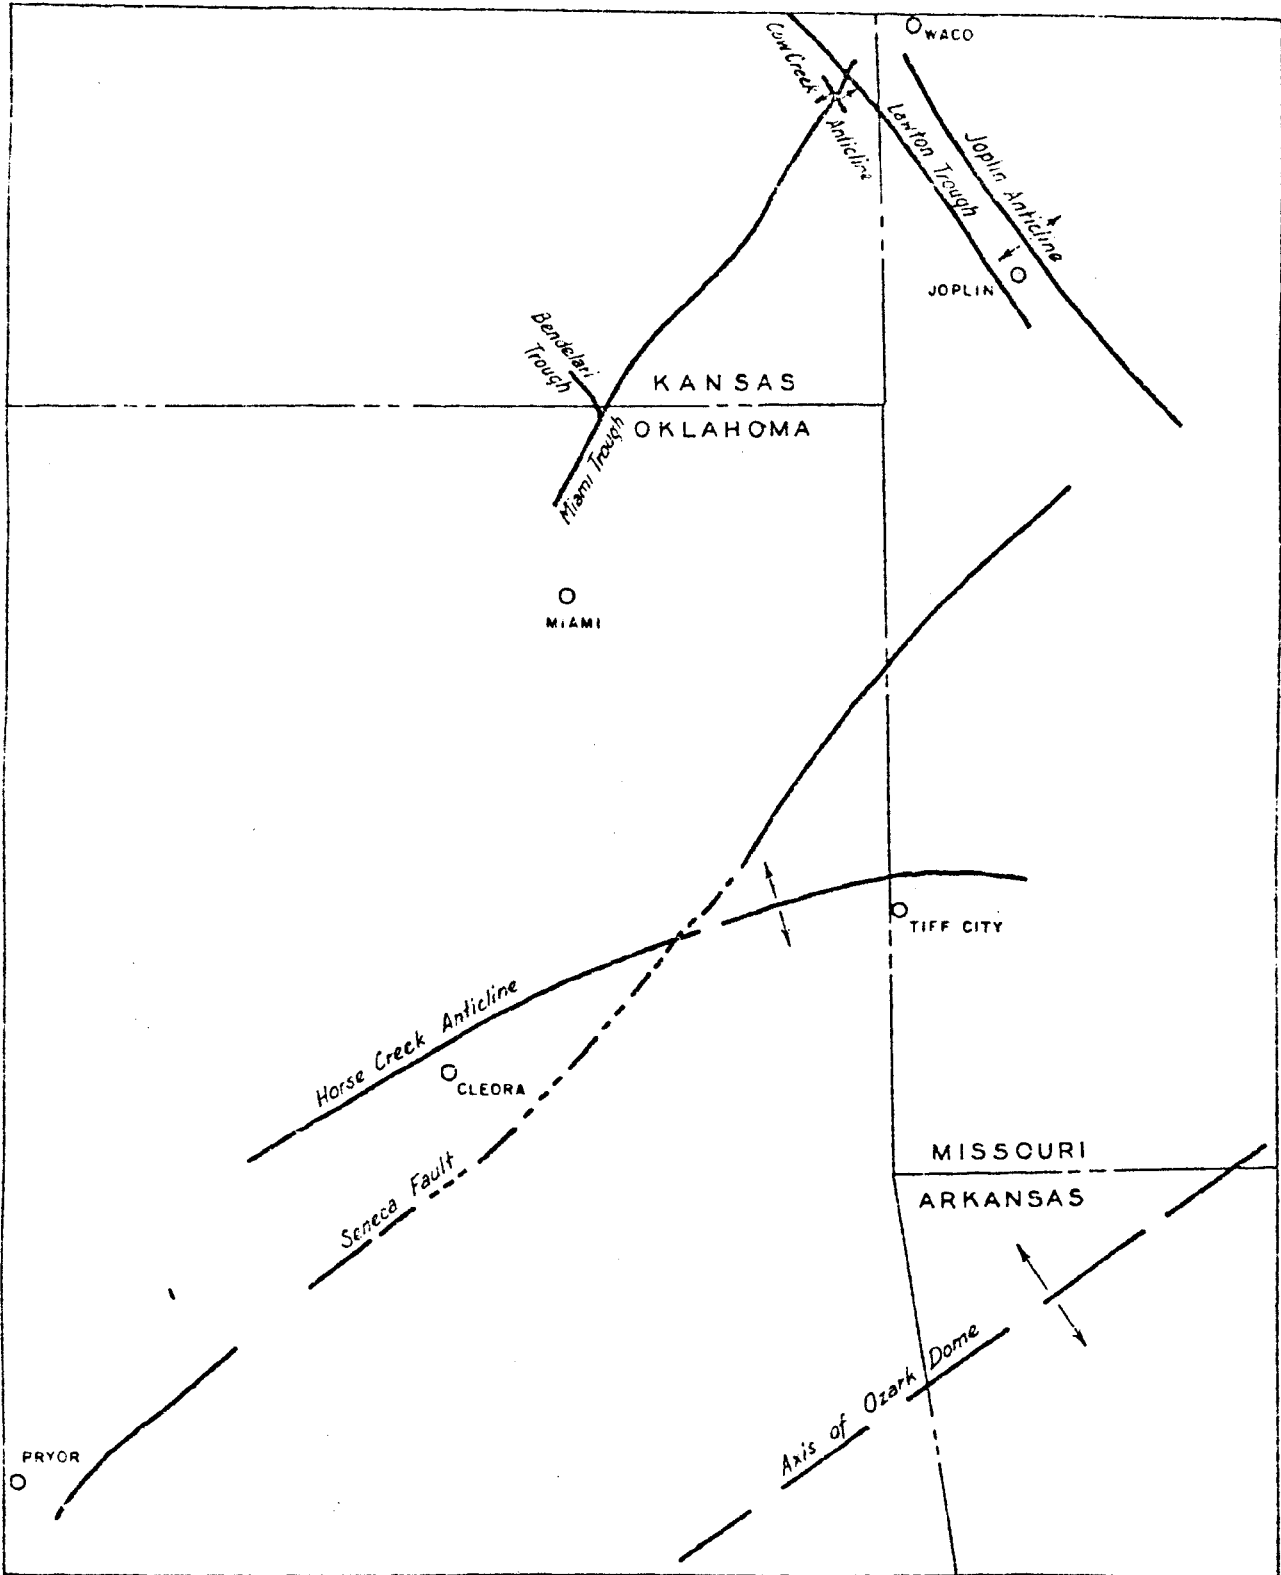 WACO
Cow Creek
Anticline
Lawton Trough
Joplin Anticline
JOPLIN
Bendelari
Trough
KANSAS
OKLAHOMA
Miami Trough
MIAMI
TIFF CITY
Horse Creek Anticline
CLEORA
Seneca Fault
MISSOURI
ARKANSAS
Axis of Ozark Dome
PRYOR